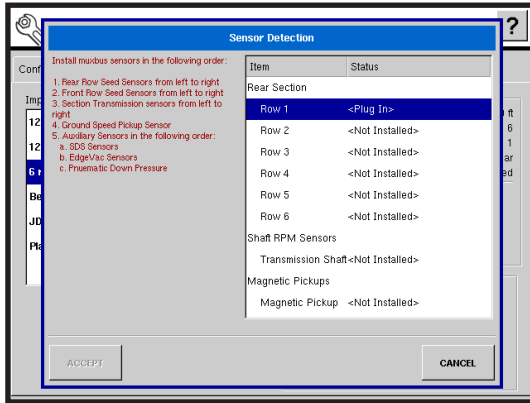 ?
Sensor Detection
Install muxbus sensors in the following order:
1. Rear Row Seed Sensors from left to right
2. Front Row Seed Sensors from left to right
3. Section Transmission sensors from left to
right
4. Ground Speed Pickup Sensor
5. Auxiliary Sensors in the following order:
a. SDS Sensors
b. EdgeVac Sensors
c. Pnuematic Down Pressure
Item Status
Rear Section
Row 1 <Plug In>
Row 2 <Not Installed>
Row 3 <Not Installed>
Row 4 <Not Installed>
Row 5 <Not Installed>
Row 6 <Not Installed>
Shaft RPM Sensors
Transmission Shaft <Not Installed>
Magnetic Pickups
Magnetic Pickup <Not Installed>
ACCEPT
CANCEL
Conf
Imp
12
12
6 r
Be
JD
Pla
ft
6
1
ar
ed